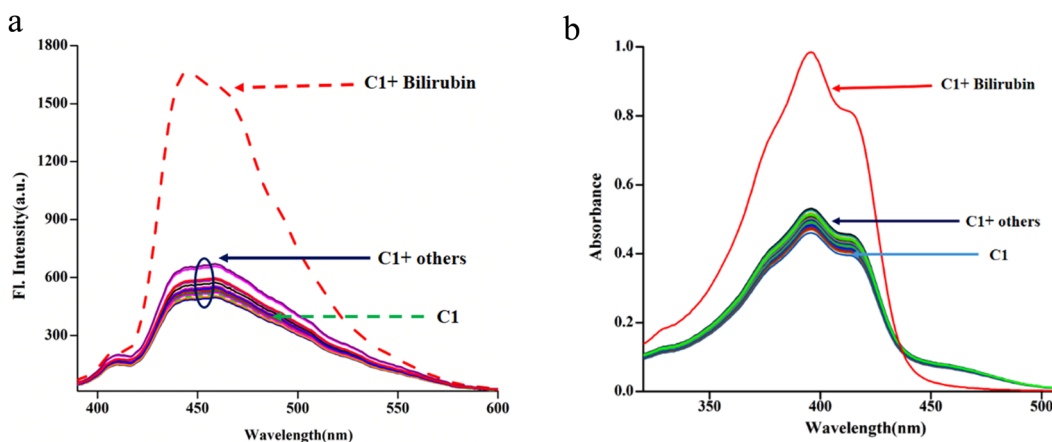 a
1800
1500
1200
900
600
300
Fl. Intensity(a.u.)
C1+ Bilirubin
C1+ others
C1
400 450 500 550 600
Wavelength(nm)
b
1.0
0.8
0.6
0.4
0.2
0.0
Absorbance
C1+ Bilirubin
C1+ others
C1
350 400 450 500
Wavelength(nm)